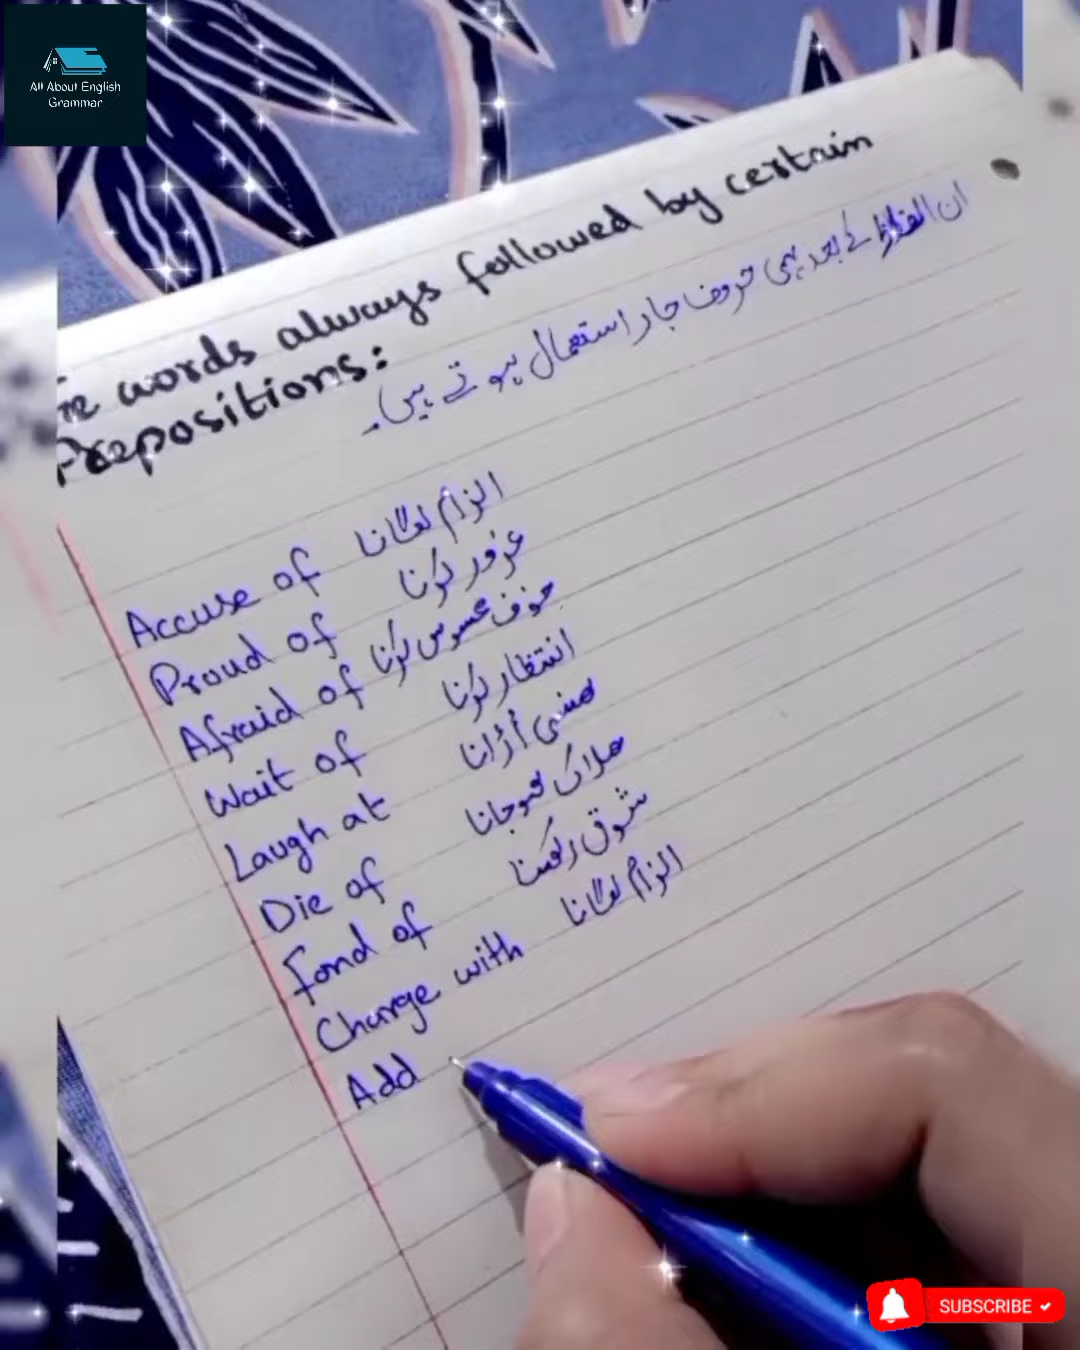 All About English
Grammar
words always followed by certain
Prepositions:
ان الفاظ کے بعد یہی حروف جار استعمال ہوتے ہیں۔
Accuse of الزام لگانا
Proud of غرور کرنا
Afraid of خوف محسوس کرنا
Wait of انتظار کرنا
Laugh at ہنسی اُڑانا
Die of ہلاک ہوجانا
Fond of شوق رکھنا
Charge with الزام لگانا
Add
SUBSCRIBE